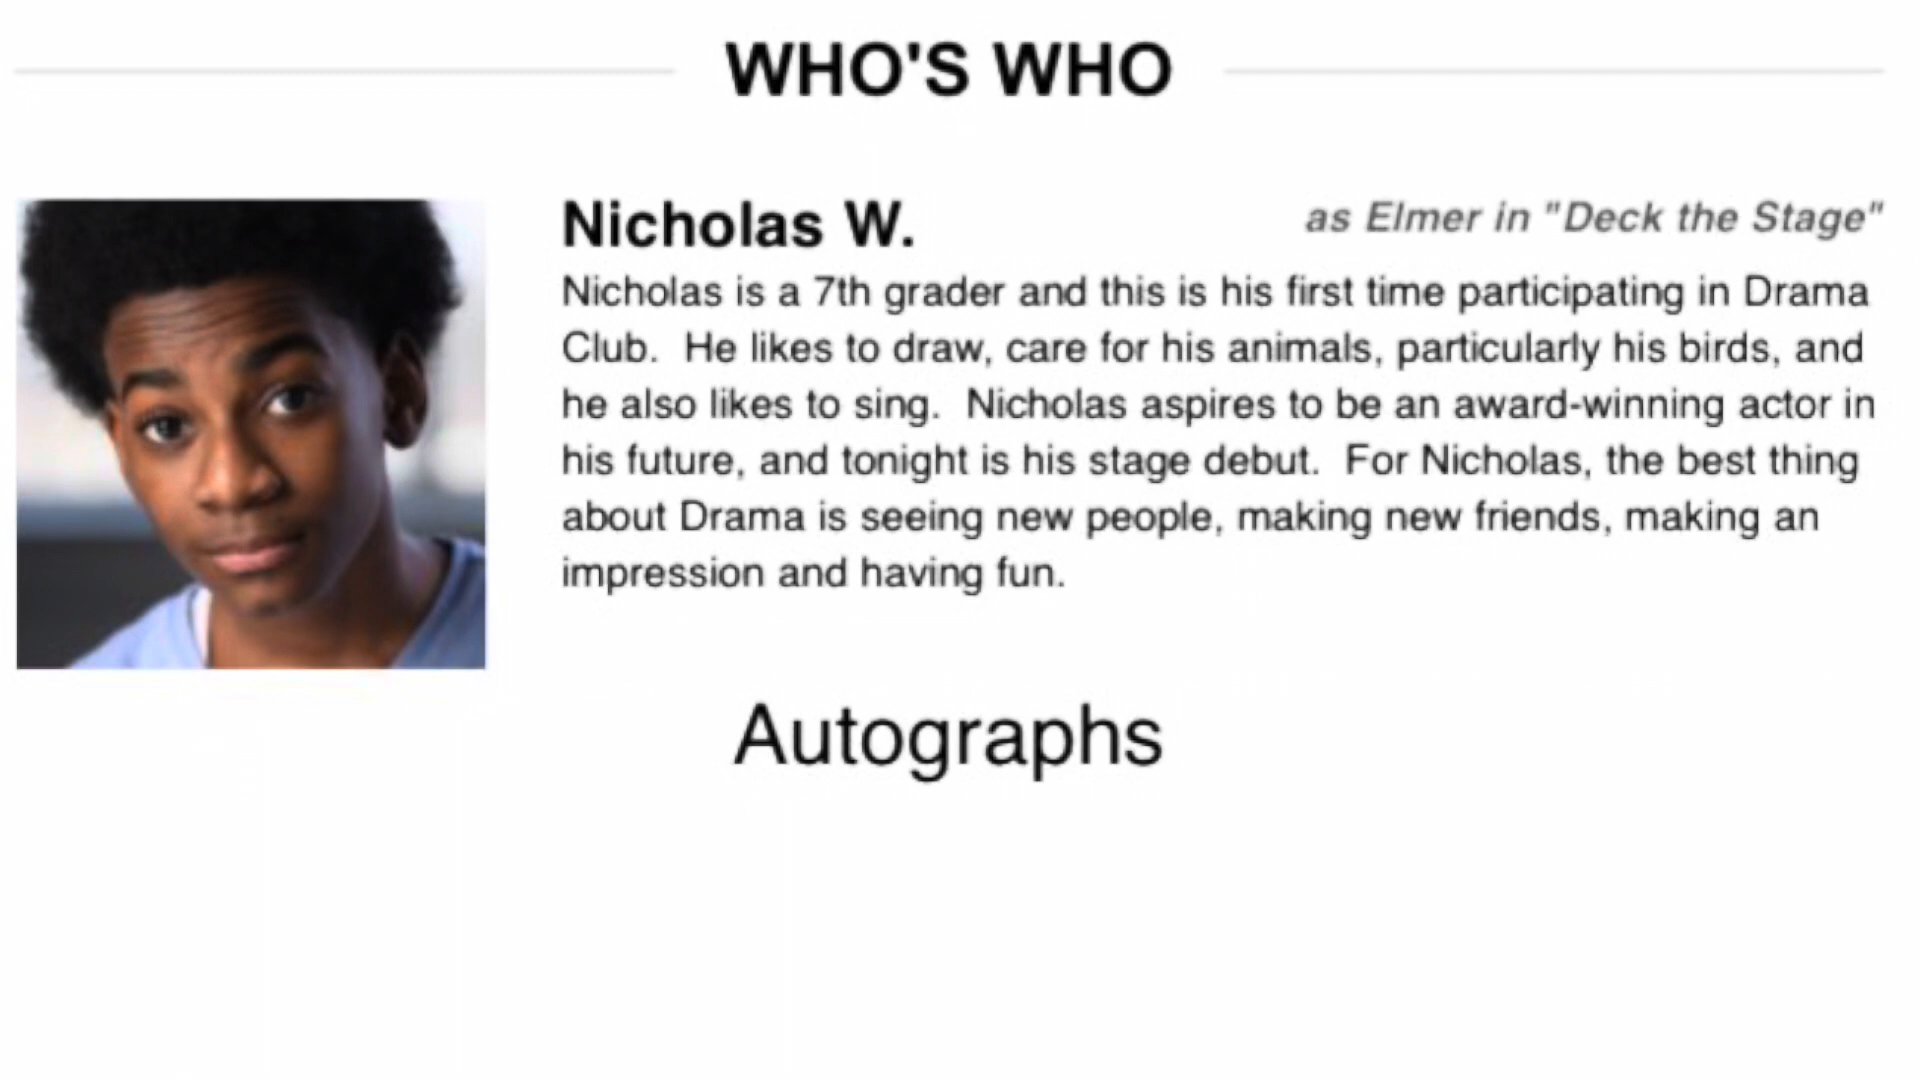 WHO'S WHO
Nicholas W.
as Elmer in "Deck the Stage"
Nicholas is a 7th grader and this is his first time participating in Drama
Club.  He likes to draw, care for his animals, particularly his birds, and
he also likes to sing.  Nicholas aspires to be an award-winning actor in
his future, and tonight is his stage debut.  For Nicholas, the best thing
about Drama is seeing new people, making new friends, making an
impression and having fun.
Autographs